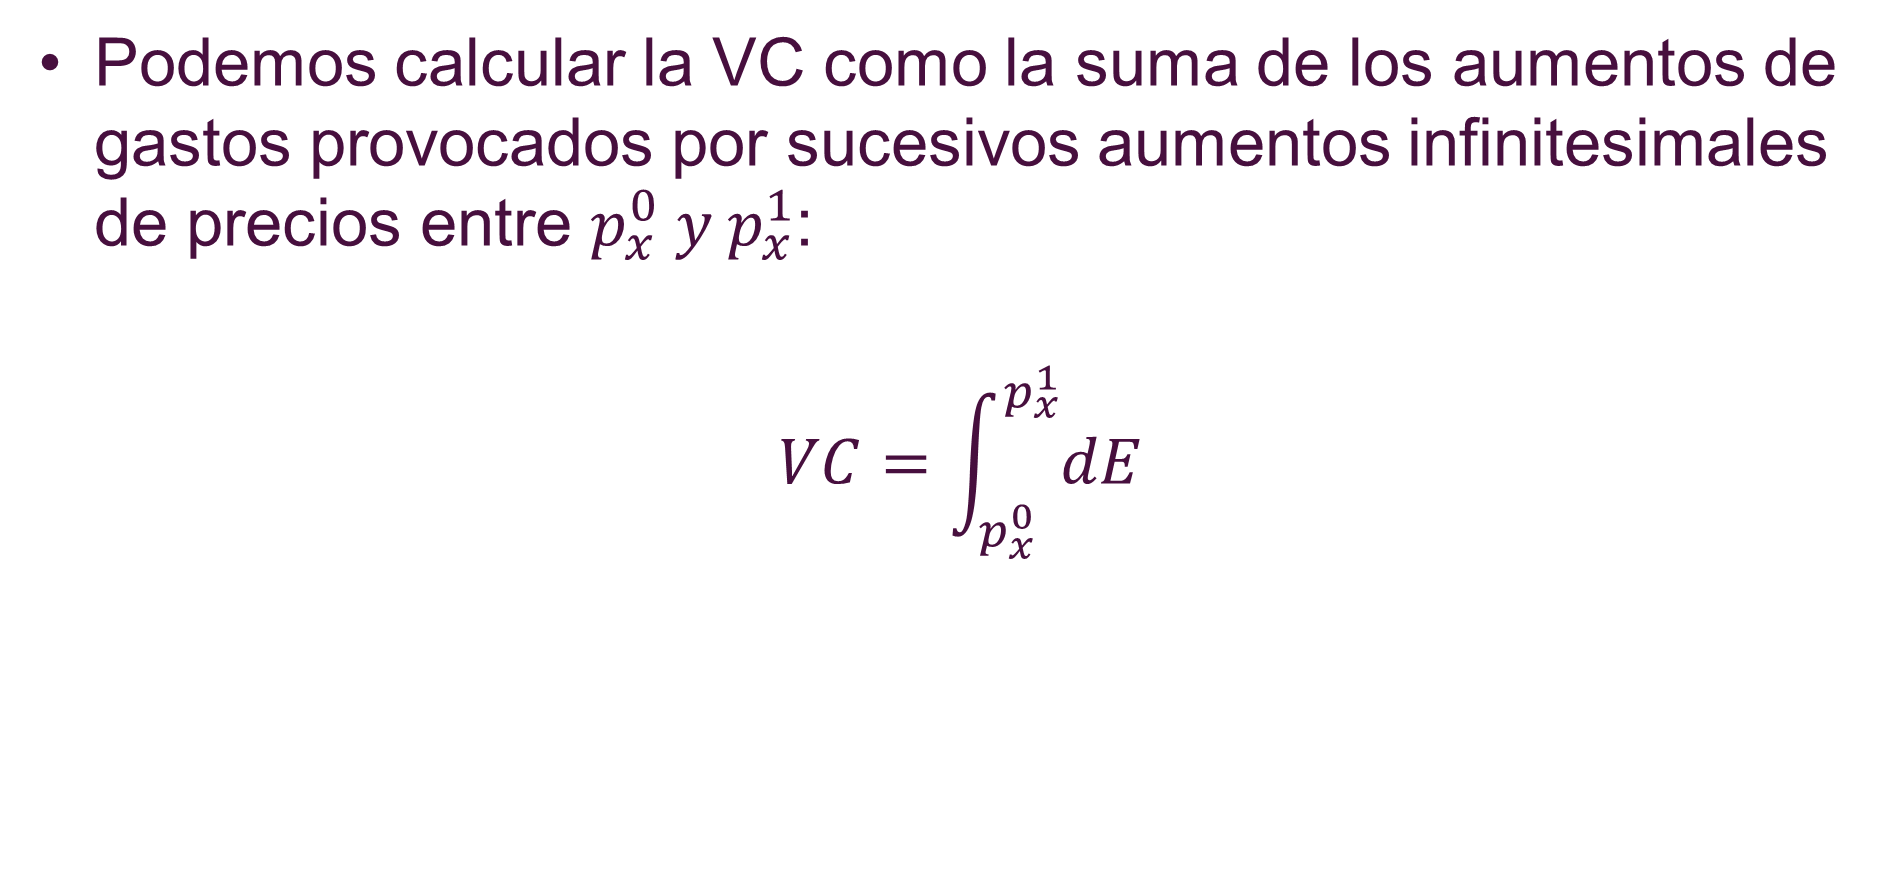 • Podemos calcular la VC como la suma de los aumentos de
gastos provocados por sucesivos aumentos infinitesimales
de precios entre $p_x^0$ y $p_x^1$:
$VC = \int_{p_x^0}^{p_x^1} dE$